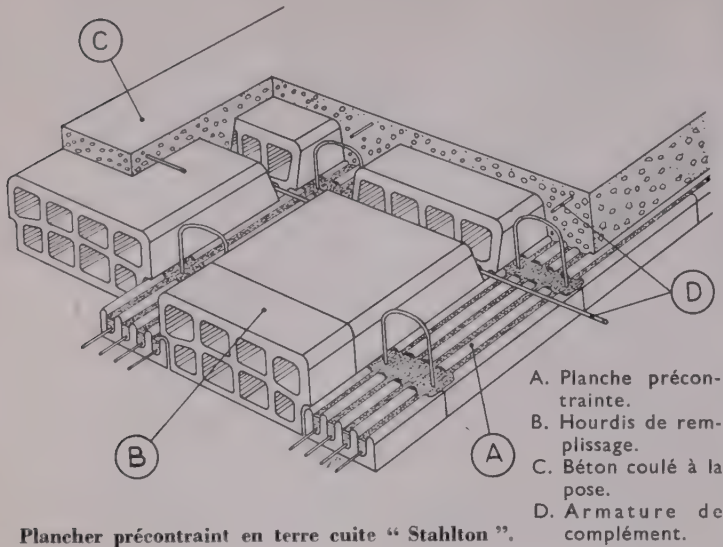 C
D
B
A
A. Planche précon-
trainte.
B. Hourdis de rem-
plissage.
C. Béton coulé à la
pose.
D. Armature de
complément.
Plancher précontraint en terre cuite “ Stahlton ”.